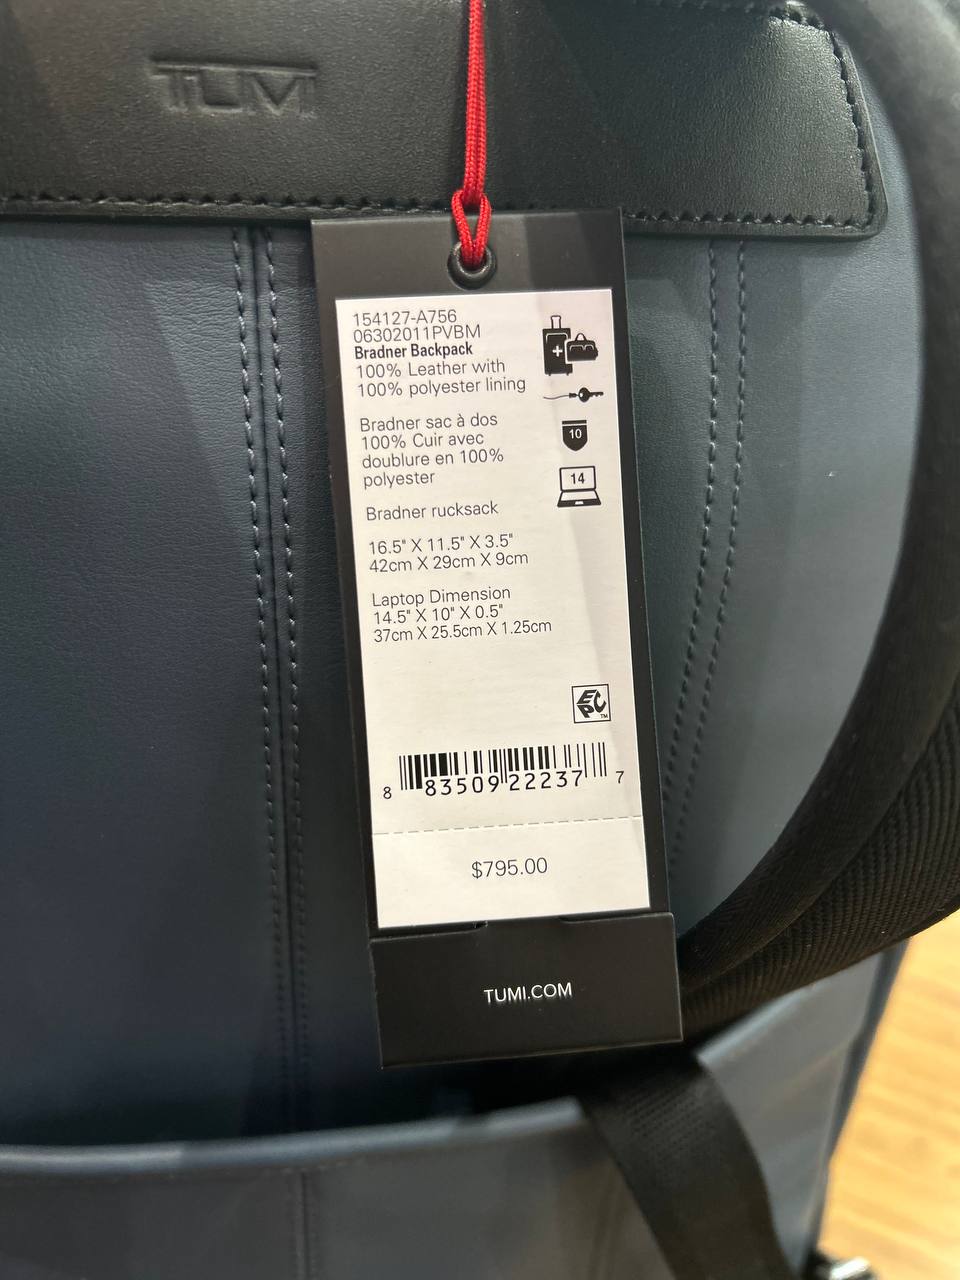 TUMI
154127-A756
06302011PVBM
Bradner Backpack
100% Leather with
100% polyester lining
Bradner sac à dos
100% Cuir avec
doublure en 100%
polyester
Bradner rucksack
16.5" X 11.5" X 3.5"
42cm X 29cm X 9cm
Laptop Dimension
14.5" X 10" X 0.5"
37cm X 25.5cm X 1.25cm
+
10
14
EPC™
8 83509 22237 7
$795.00
TUMI.COM